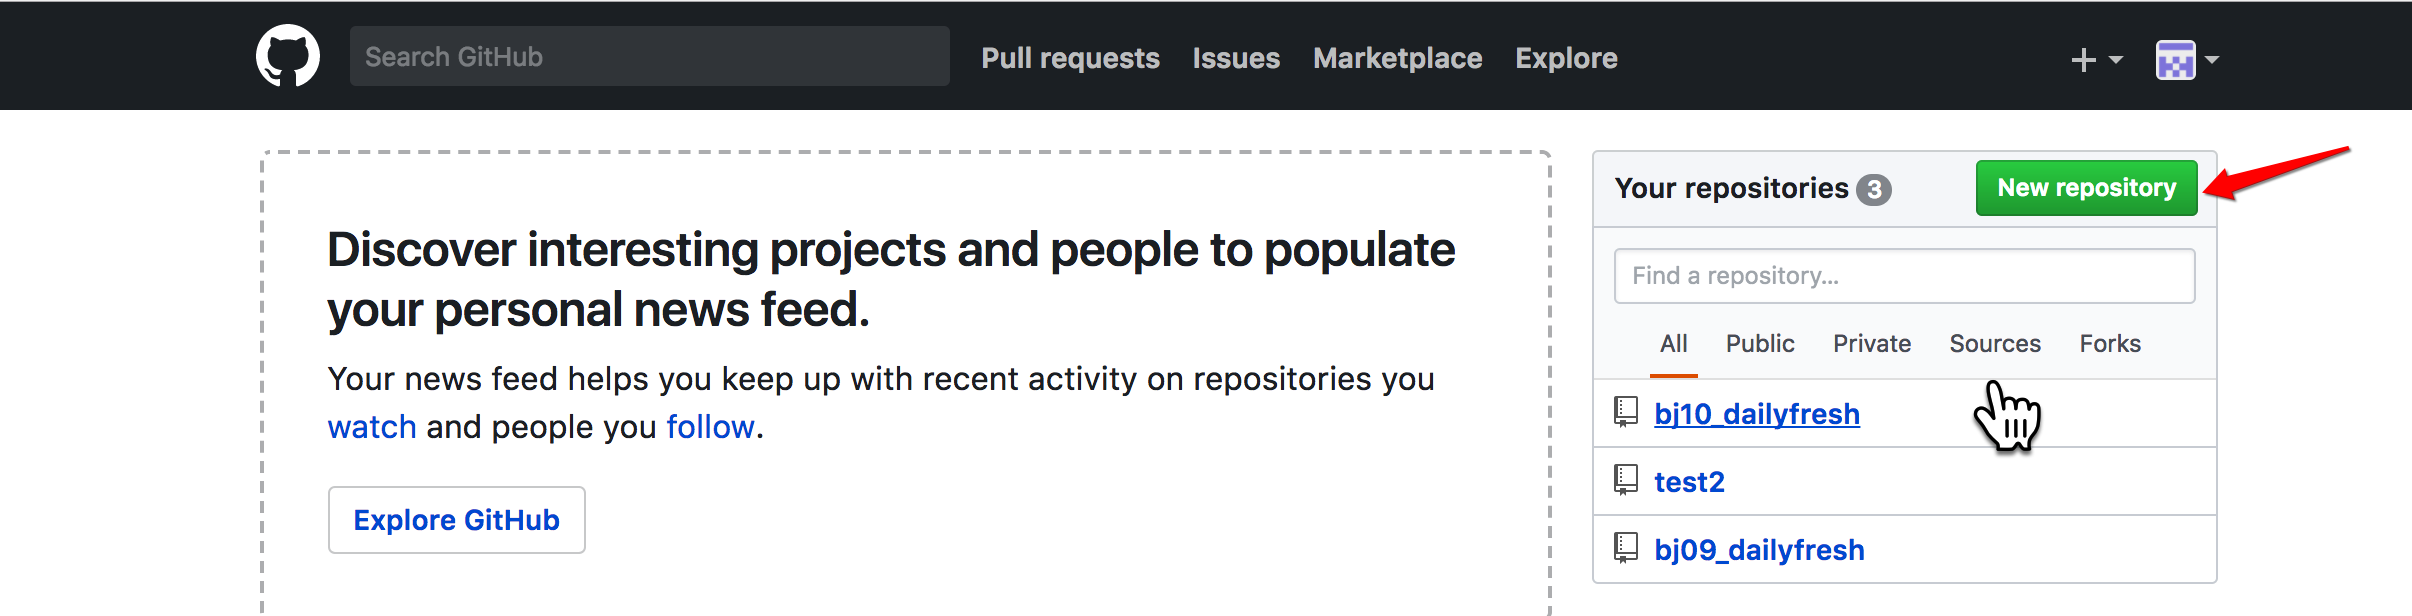 Search GitHub
Pull requests Issues Marketplace Explore
Discover interesting projects and people to populate
your personal news feed.
Your news feed helps you keep up with recent activity on repositories you
watch and people you follow.
Explore GitHub
Your repositories 3
New repository
Find a repository...
All Public Private Sources Forks
bj10_dailyfresh
test2
bj09_dailyfresh